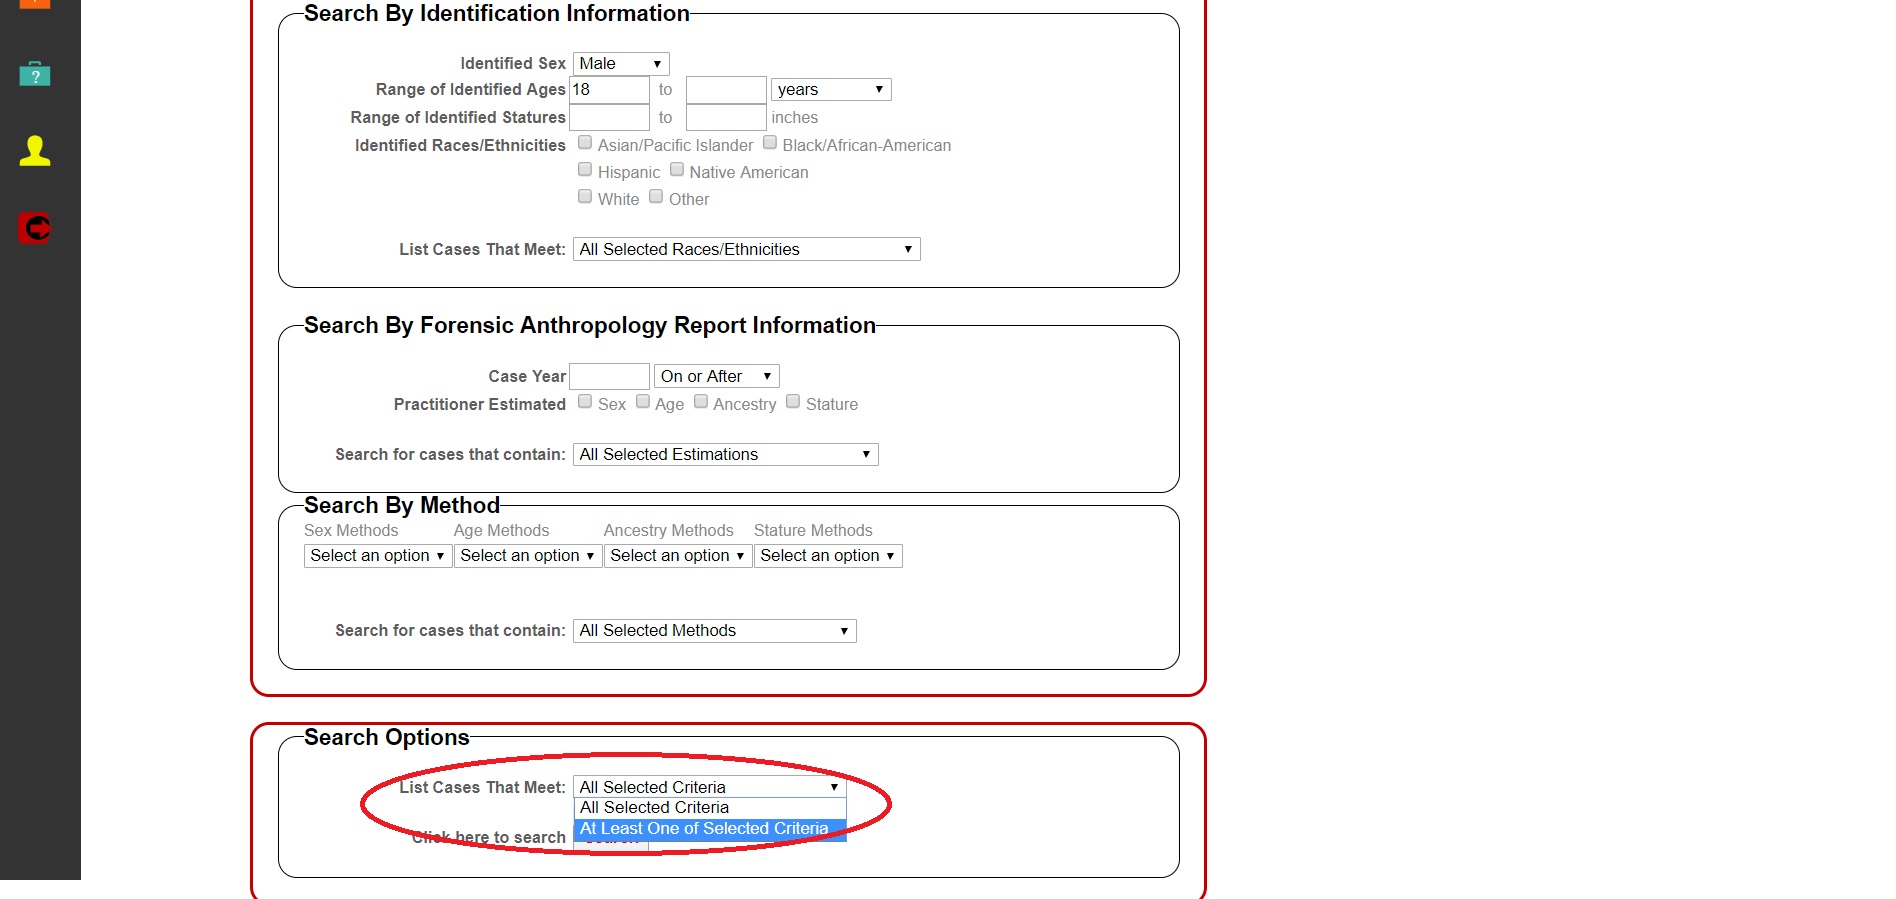 Search By Identification Information
Identified Sex Male
Range of Identified Ages 18 to years
Range of Identified Statures to inches
Identified Races/Ethnicities Asian/Pacific Islander Black/African-American
Hispanic Native American
White Other
List Cases That Meet: All Selected Races/Ethnicities
Search By Forensic Anthropology Report Information
Case Year On or After
Practitioner Estimated Sex Age Ancestry Stature
Search for cases that contain: All Selected Estimations
Search By Method
Sex Methods Age Methods Ancestry Methods Stature Methods
Select an option Select an option Select an option Select an option
Search for cases that contain: All Selected Methods
Search Options
List Cases That Meet: All Selected Criteria
All Selected Criteria
At Least One of Selected Criteria
Click here to search
?